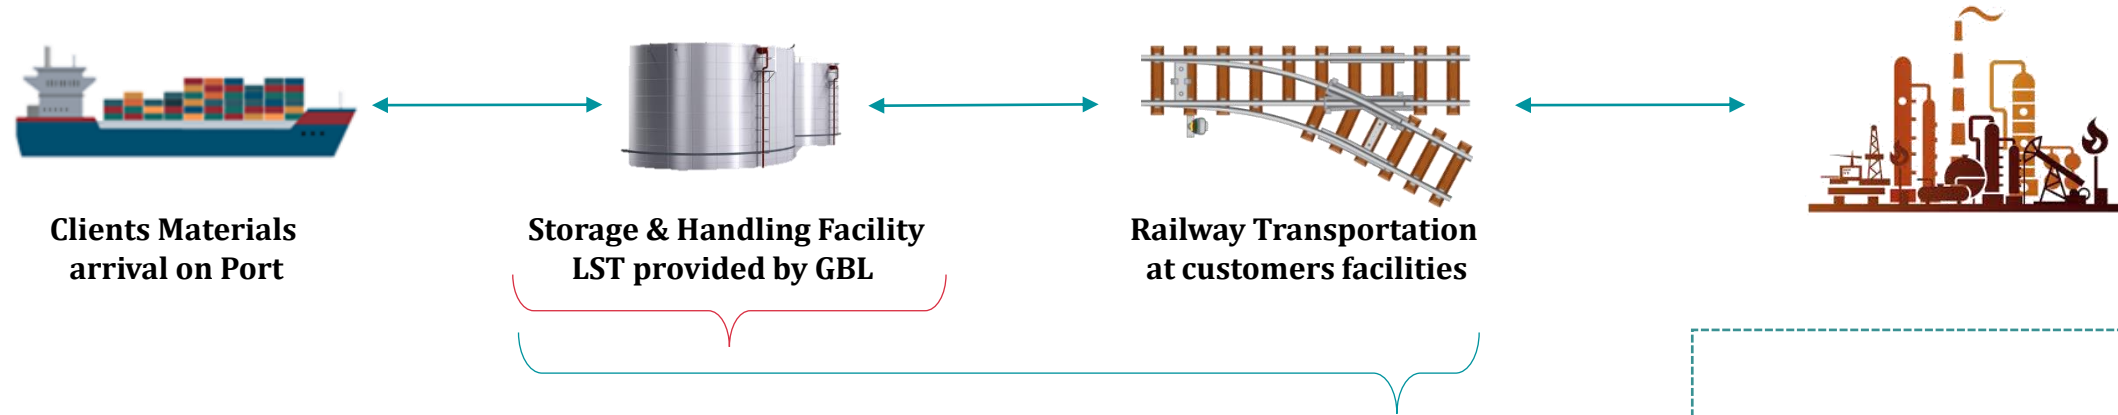 Clients Materials
arrival on Port
Storage & Handling Facility
LST provided by GBL
Railway Transportation
at customers facilities